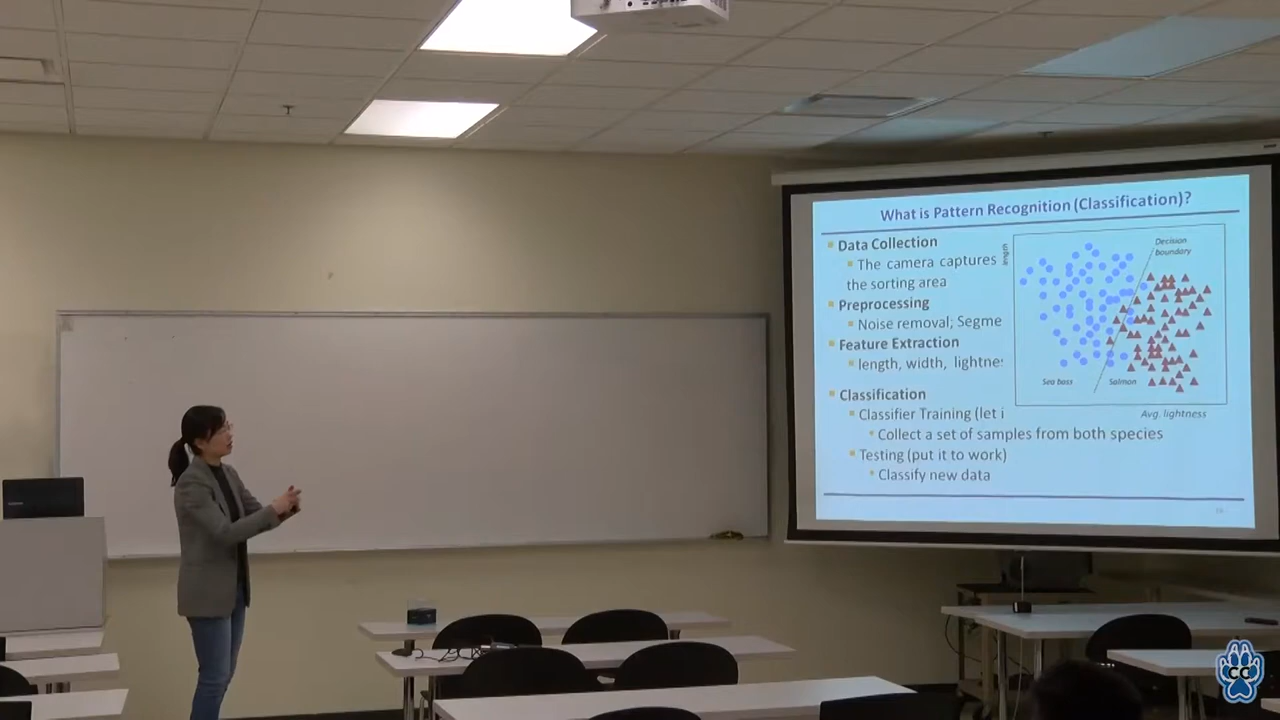 What is Pattern Recognition (Classification)?
Data Collection
The camera captures
the sorting area
Preprocessing
Noise removal; Segme
Feature Extraction
length, width, lightne
Classification
Classifier Training (let i
Collect a set of samples from both species
Testing (put it to work)
Classify new data
length
Decision
boundary
Sea bass
Salmon
Avg. lightness
CC